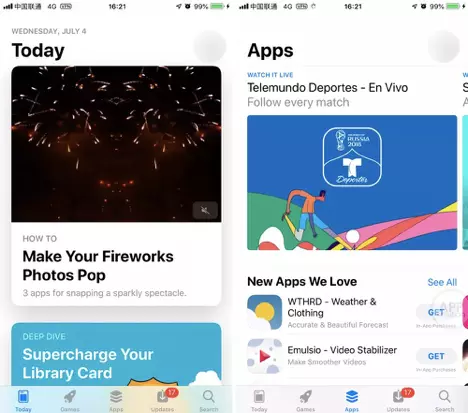 中国联通 4G VPN 16:21 99%
WEDNESDAY, JULY 4
Today
HOW TO
Make Your Fireworks
Photos Pop
3 apps for snapping a sparkly spectacle.
DEEP DIVE
Supercharge Your
Library Card
17
Today Games Apps Updates Search
中国联通 4G VPN 16:21 99%
Apps
WATCH IT LIVE
Telemundo Deportes - En Vivo
Follow every match
FIFA WORLD CUP
RUSSIA
2018
Deportes
New Apps We Love
See All
WTHRD - Weather &
Clothing
Accurate & Beautiful Forecast
GET
In-App Purchases
Emulsio - Video Stabilizer
Make Smoother Videos
GET
In-App Purchases
17
Today Games Apps Updates Search